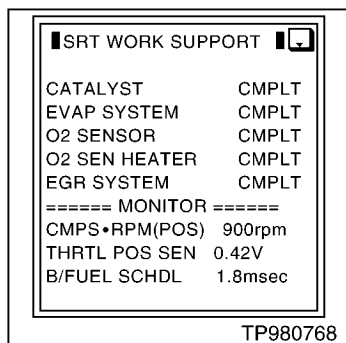 SRT WORK SUPPORT
CATALYST CMPLT
EVAP SYSTEM CMPLT
O2 SENSOR CMPLT
O2 SEN HEATER CMPLT
EGR SYSTEM CMPLT
====== MONITOR ======
CMPS•RPM(POS) 900rpm
THRTL POS SEN 0.42V
B/FUEL SCHDL 1.8msec
TP980768